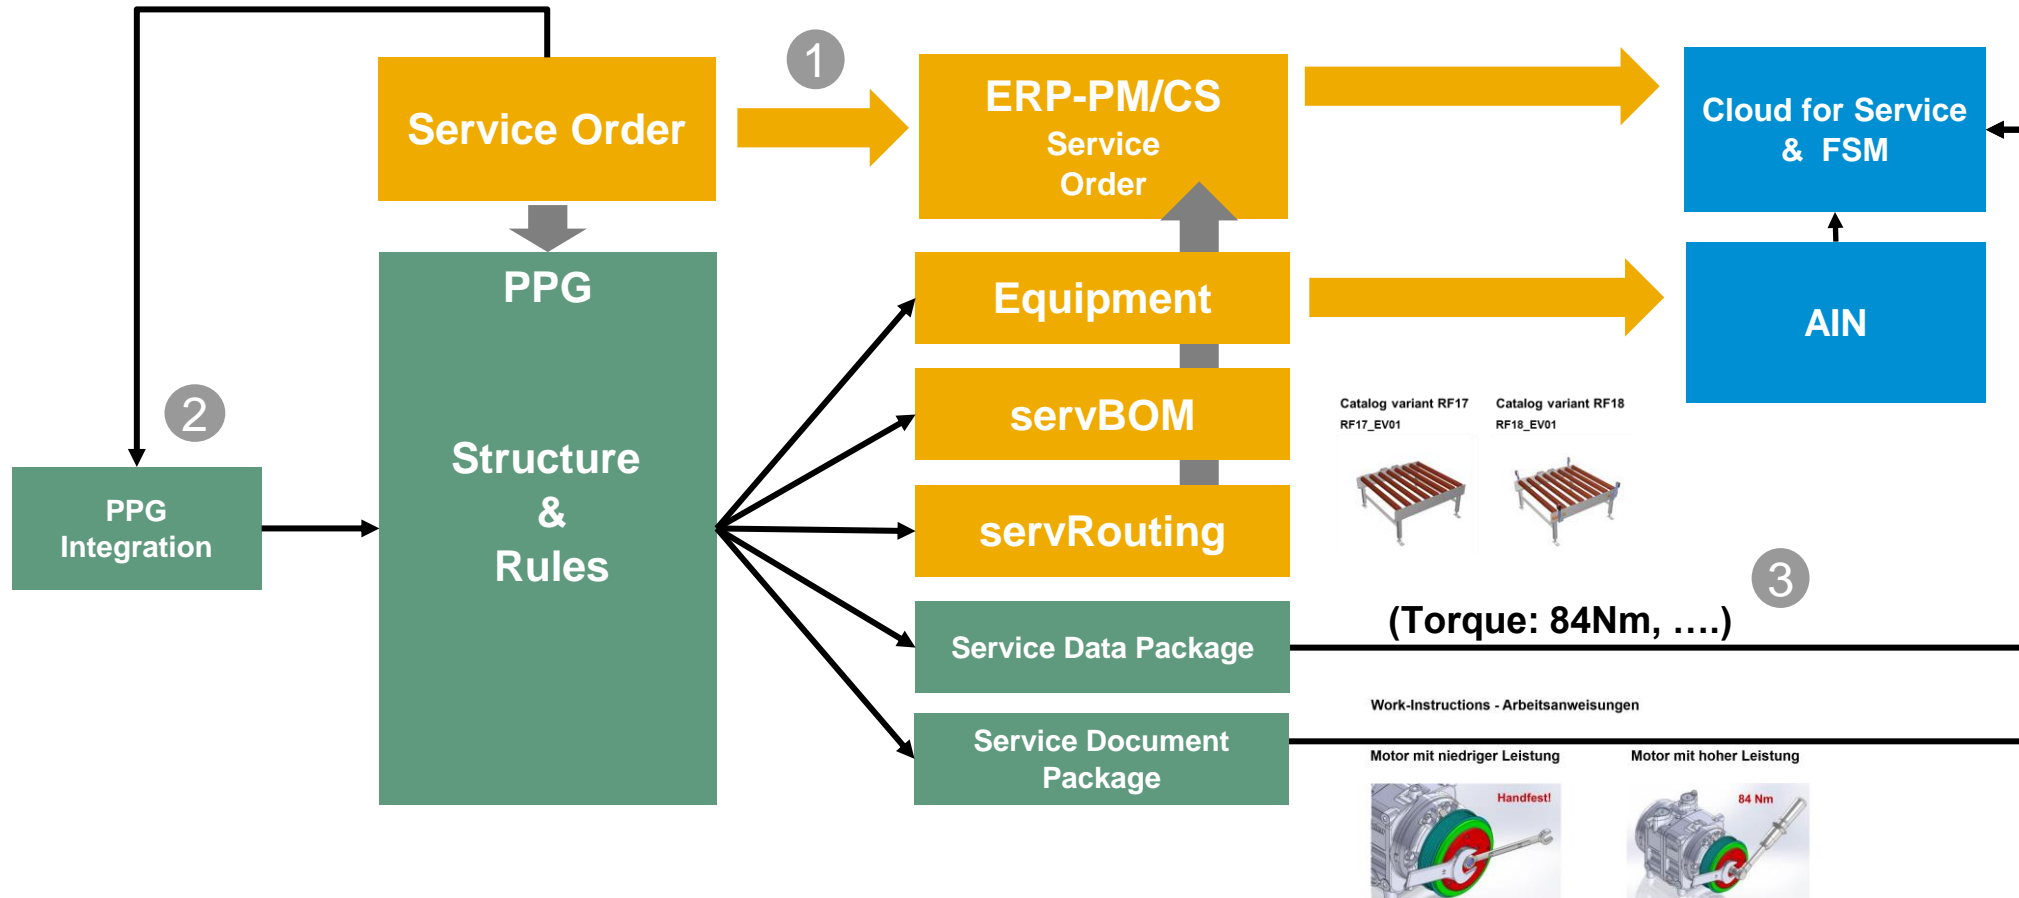 1
Service Order
ERP-PM/CS
Service
Order
Cloud for Service
& FSM
PPG
Structure
&
Rules
Equipment
AIN
2
PPG
Integration
servBOM
servRouting
Catalog variant RF17
RF17_EV01
Catalog variant RF18
RF18_EV01
3
(Torque: 84Nm, ....)
Service Data Package
Work-Instructions - Arbeitsanweisungen
Service Document
Package
Motor mit niedriger Leistung
Motor mit hoher Leistung
Handfest!
84 Nm